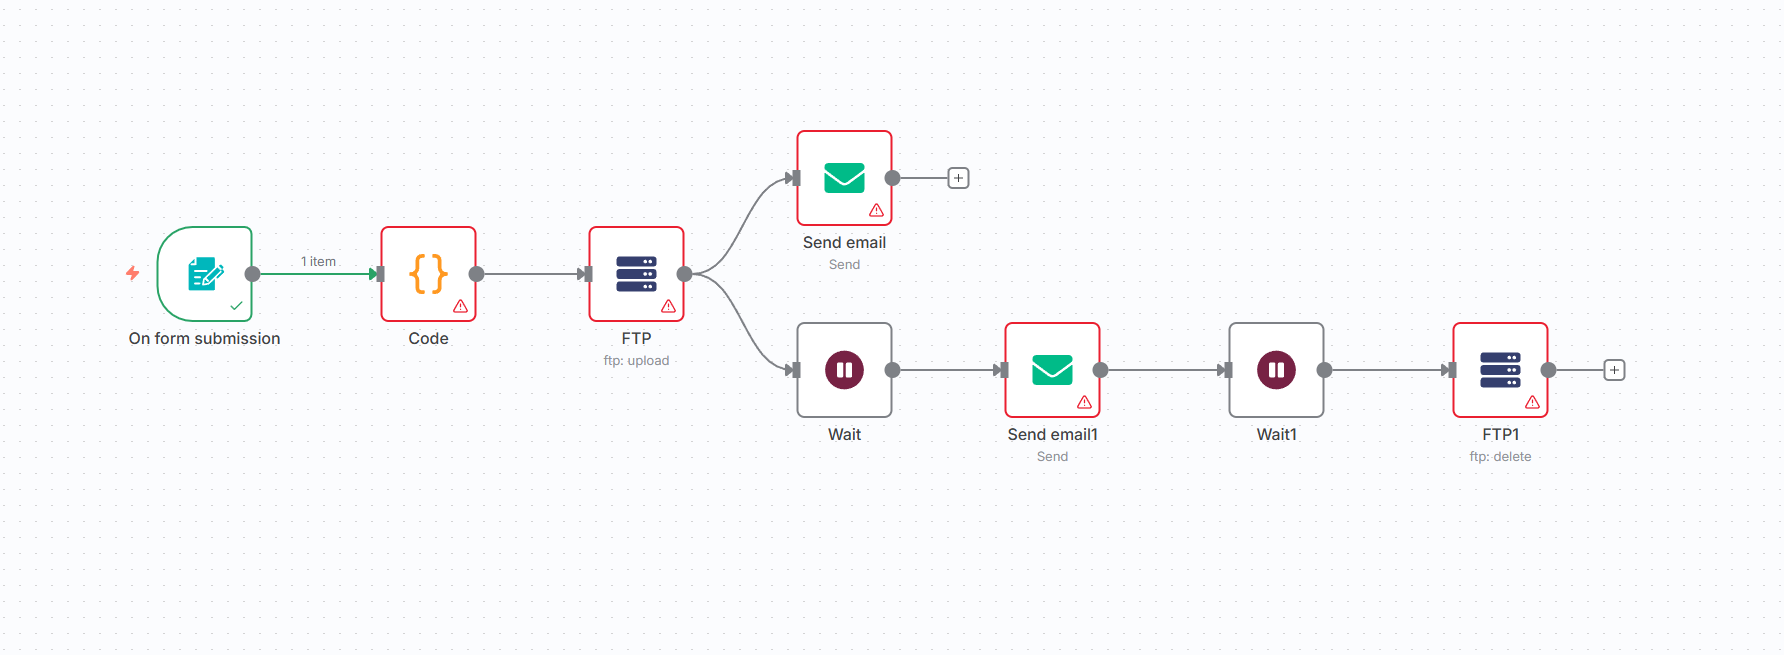 Send email
Send
1 item
On form submission
Code
FTP
ftp: upload
Wait
Send email1
Send
Wait1
FTP1
ftp: delete